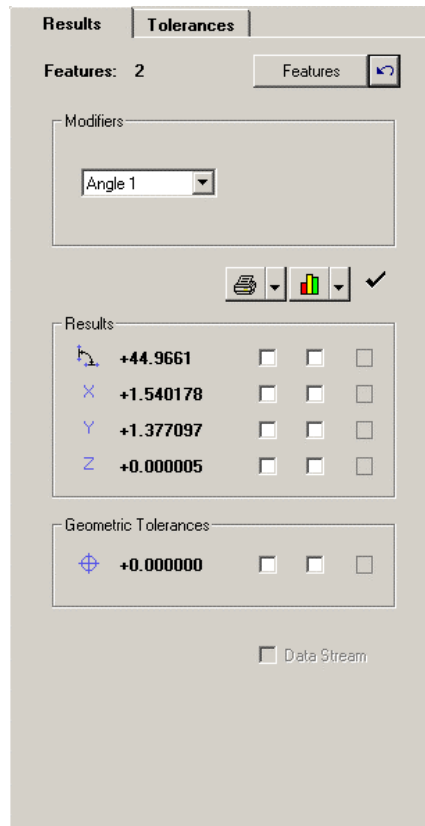 Results Tolerances
Features: 2 Features
Modifiers
Angle 1
Results
+44.9661
X +1.540178
Y +1.377097
Z +0.000005
Geometric Tolerances
+0.000000
Data Stream